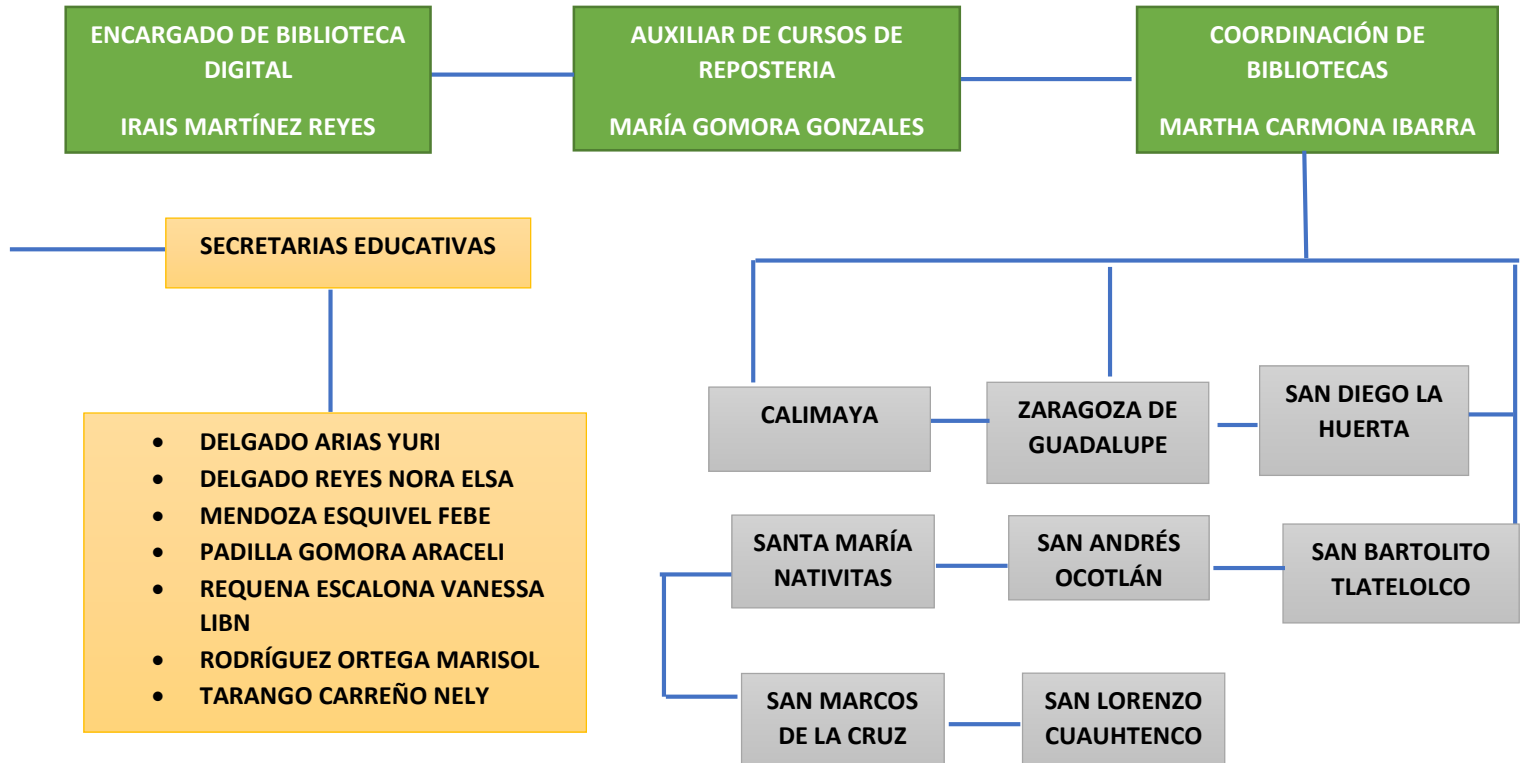 ENCARGADO DE BIBLIOTECA
DIGITAL
IRAIS MARTÍNEZ REYES
AUXILIAR DE CURSOS DE
REPOSTERIA
MARÍA GOMORA GONZALES
COORDINACIÓN DE
BIBLIOTECAS
MARTHA CARMONA IBARRA
SECRETARIAS EDUCATIVAS
• DELGADO ARIAS YURI
• DELGADO REYES NORA ELSA
• MENDOZA ESQUIVEL FEBE
• PADILLA GOMORA ARACELI
• REQUENA ESCALONA VANESSA
LIBN
• RODRÍGUEZ ORTEGA MARISOL
• TARANGO CARREÑO NELY
CALIMAYA
ZARAGOZA DE
GUADALUPE
SAN DIEGO LA
HUERTA
SANTA MARÍA
NATIVITAS
SAN ANDRÉS
OCOTLÁN
SAN BARTOLITO
TLATELOLCO
SAN MARCOS
DE LA CRUZ
SAN LORENZO
CUAUHTENCO